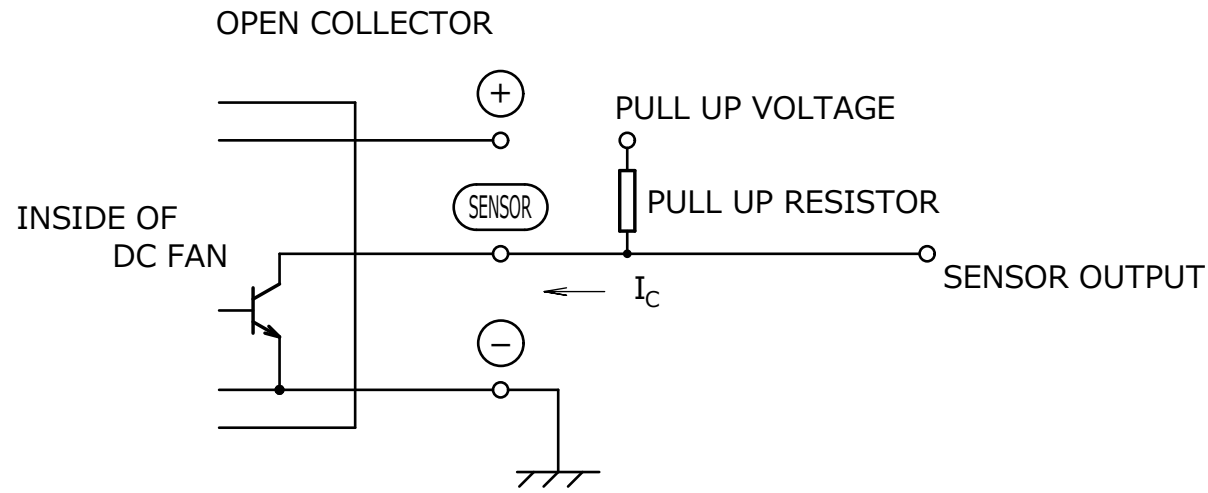 OPEN COLLECTOR
+
PULL UP VOLTAGE
SENSOR
PULL UP RESISTOR
INSIDE OF
DC FAN
SENSOR OUTPUT
IC
−